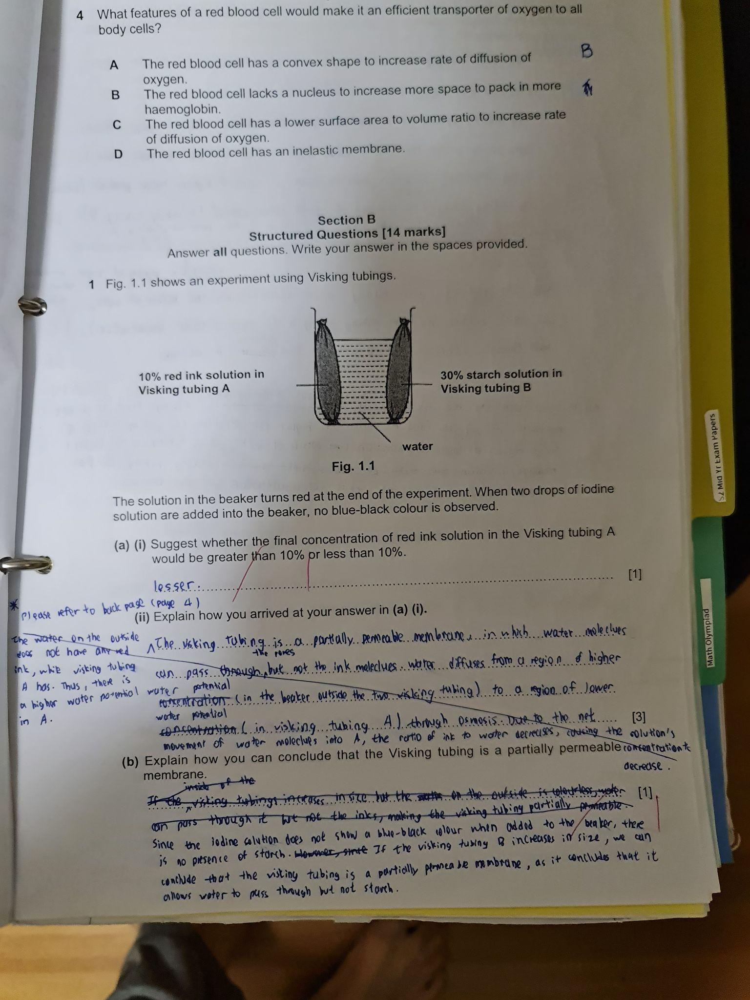 4 What features of a red blood cell would make it an efficient transporter of oxygen to all
body cells?
B
A The red blood cell has a convex shape to increase rate of diffusion of
oxygen.
B The red blood cell lacks a nucleus to increase more space to pack in more
haemoglobin.
C The red blood cell has a lower surface area to volume ratio to increase rate
of diffusion of oxygen.
D The red blood cell has an inelastic membrane.
Section B
Structured Questions [14 marks]
Answer all questions. Write your answer in the spaces provided.
1 Fig. 1.1 shows an experiment using Visking tubings.
10% red ink solution in
Visking tubing A
30% starch solution in
Visking tubing B
water
Fig. 1.1
The solution in the beaker turns red at the end of the experiment. When two drops of iodine
solution are added into the beaker, no blue-black colour is observed.
(a) (i) Suggest whether the final concentration of red ink solution in the Visking tubing A
would be greater than 10% or less than 10%.
lesser. [1]
* Please refer to back page (page 4)
(ii) Explain how you arrived at your answer in (a) (i).
The water on the outside
does not have any red
ink, while visking tubing
A has. Thus, there is
a higher water potential
in A.
The visking tubing is a partially permeable membrane, in which water moleclues
the pores
can pass through, but not the ink moleclues. water diffuses from a region of higher
water potential
concentration (in the beaker outside the two visking tubing) to a region of lower
water potential
concentration (in visking tubing A) through osmosis. Due to the net [3]
movement of water moleclues into A, the ratio of ink to water decreases, causing the solution's
concentration to
decrease.
(b) Explain how you can conclude that the Visking tubing is a partially permeable
membrane.
inside of the
If the visking tubings increases in size but the on the outside is colourless, water [1]
can pass through it but not the inks, making the visking tubing partially permeable.
Since the iodine solution does not show a blue-black colour when added to the beaker, there
is no presence of starch. However, since If the visking tubing B increases in size, we can
conclude that the visking tubing is a partially permeable membrane, as it concludes that it
allows water to pass through but not starch.
S2 Mid Yr Exam Papers
Math Olympiad